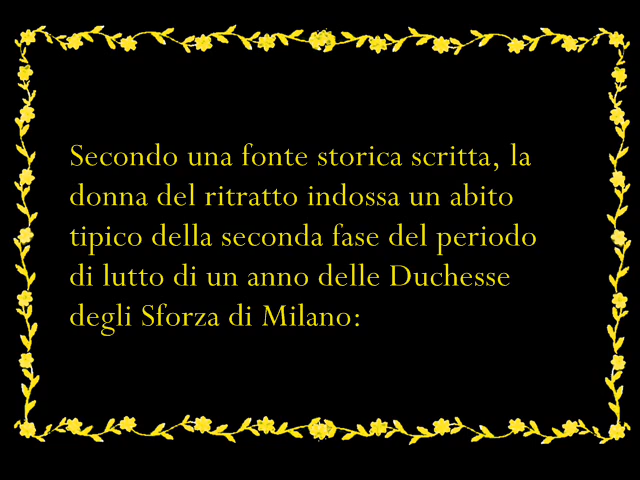 Secondo una fonte storica scritta, la
donna del ritratto indossa un abito
tipico della seconda fase del periodo
di lutto di un anno delle Duchesse
degli Sforza di Milano: